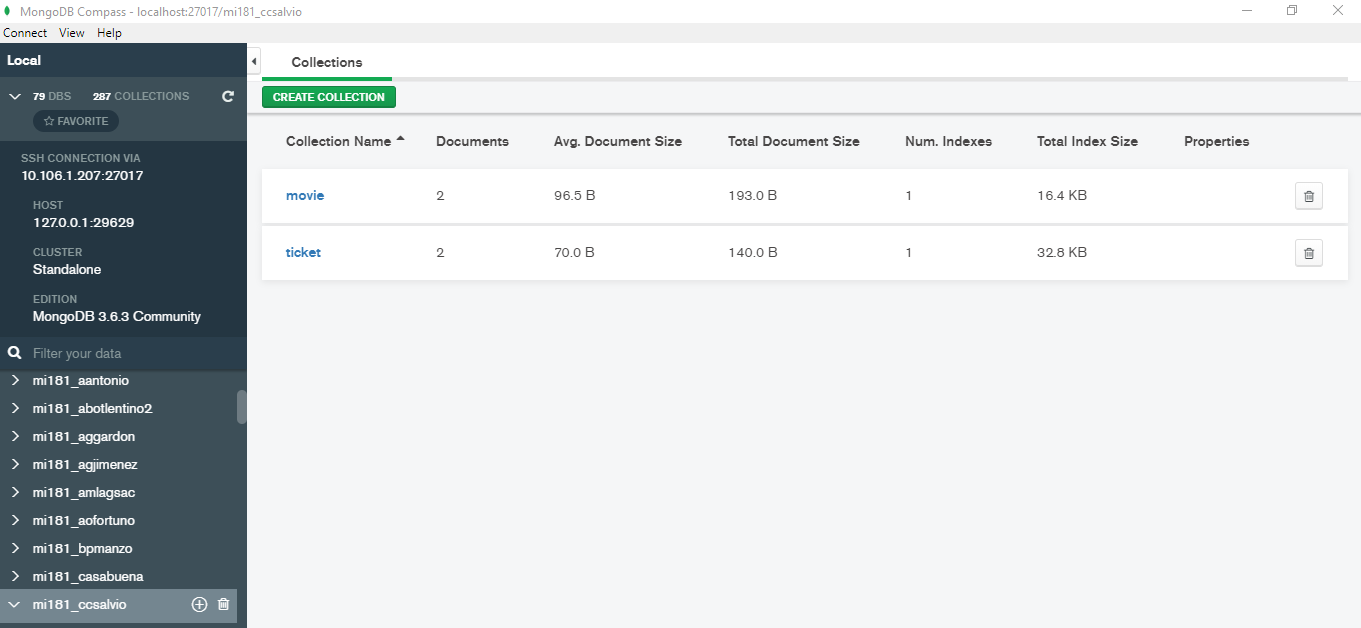 MongoDB Compass - localhost:27017/mi181_ccsalvio
Connect View Help
Local
79 DBS 287 COLLECTIONS
FAVORITE
SSH CONNECTION VIA
10.106.1.207:27017
HOST
127.0.0.1:29629
CLUSTER
Standalone
EDITION
MongoDB 3.6.3 Community
Filter your data
mi181_aantonio
mi181_abotlentino2
mi181_aggardon
mi181_agjimenez
mi181_amlagsac
mi181_aofortuno
mi181_bpmanzo
mi181_casabuena
mi181_ccsalvio
Collections
CREATE COLLECTION
Collection Name Documents Avg. Document Size Total Document Size Num. Indexes Total Index Size Properties
movie 2 96.5 B 193.0 B 1 16.4 KB
ticket 2 70.0 B 140.0 B 1 32.8 KB